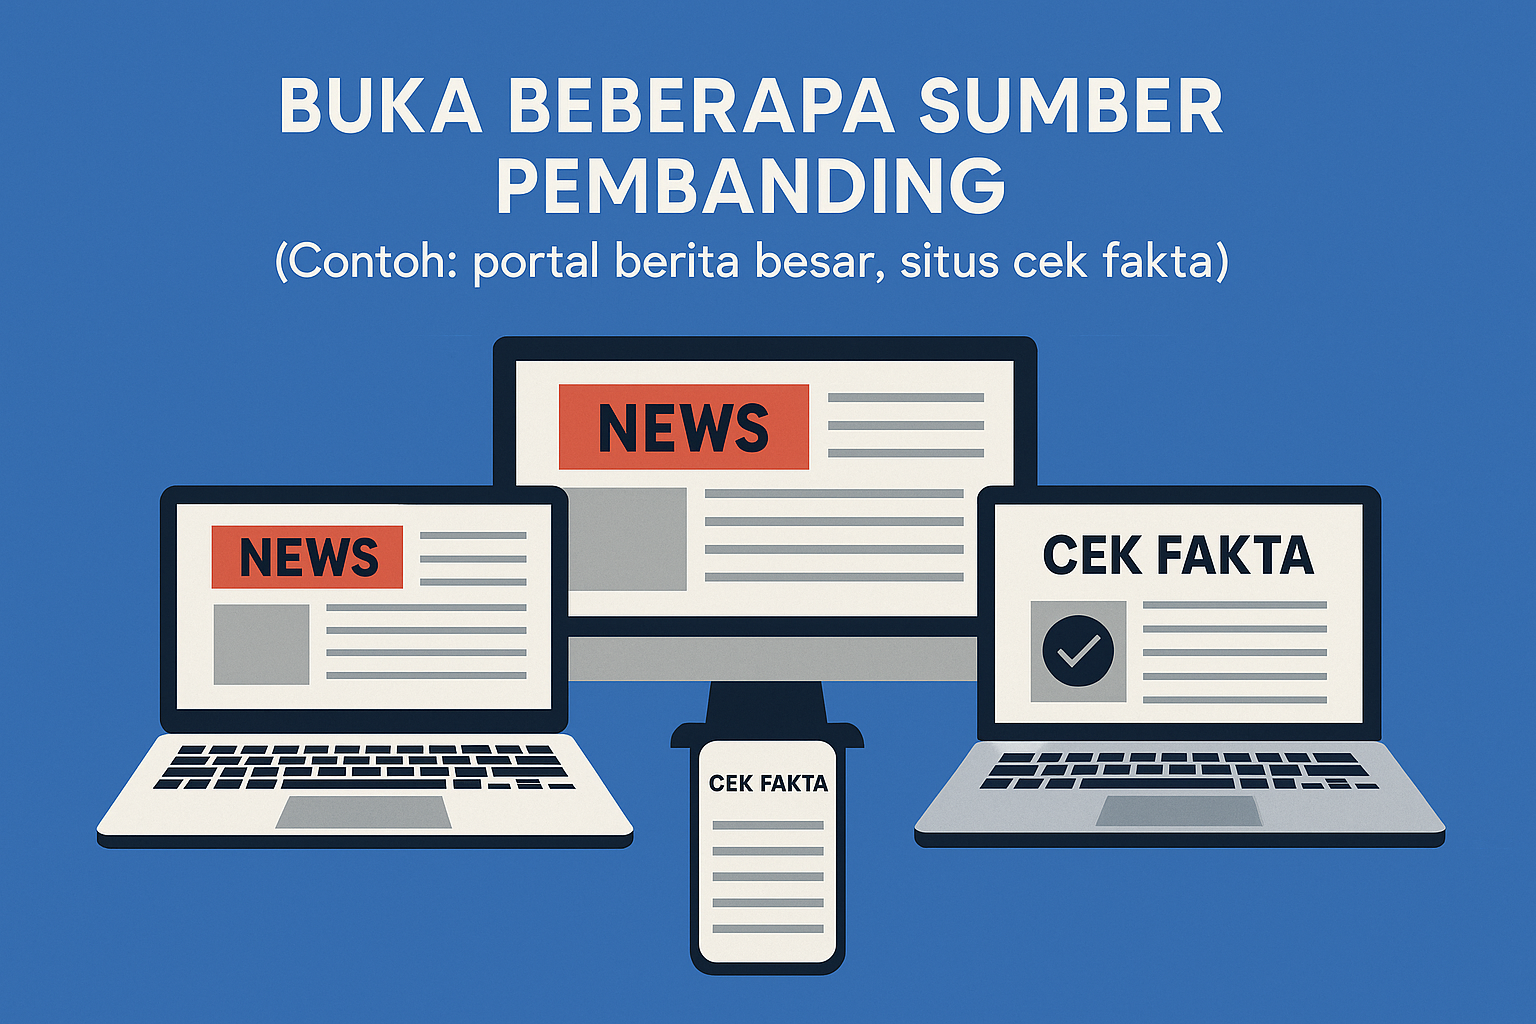 BUKA BEBERAPA SUMBER
PEMBANDING
(Contoh: portal berita besar, situs cek fakta)
NEWS
NEWS
CEK FAKTA
CEK FAKTA